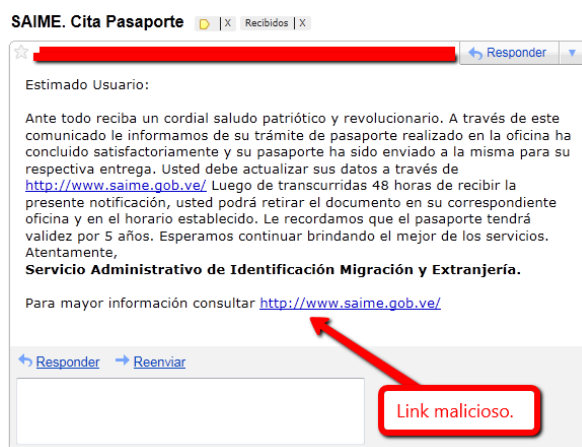 SAIME. Cita Pasaporte | X Recibidos | X
Responder
Estimado Usuario:
Ante todo reciba un cordial saludo patriótico y revolucionario. A través de este
comunicado le informamos de su trámite de pasaporte realizado en la oficina ha
concluido satisfactoriamente y su pasaporte ha sido enviado a la misma para su
respectiva entrega. Usted debe actualizar sus datos a través de
http://www.saime.gob.ve/ Luego de transcurridas 48 horas de recibir la
presente notificación, usted podrá retirar el documento en su correspondiente
oficina y en el horario establecido. Le recordamos que el pasaporte tendrá
validez por 5 años. Esperamos continuar brindando el mejor de los servicios.
Atentamente,
Servicio Administrativo de Identificación Migración y Extranjería.
Para mayor información consultar http://www.saime.gob.ve/
Responder Reenviar
Link malicioso.